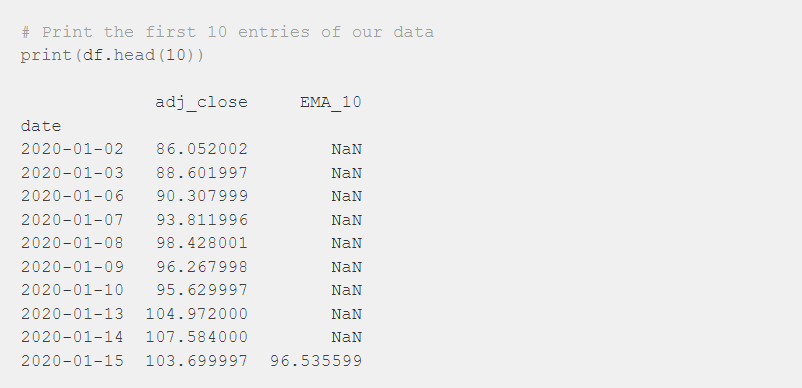 # Print the first 10 entries of our data
print(df.head(10))
adj_close EMA_10
date
2020-01-02 86.052002 NaN
2020-01-03 88.601997 NaN
2020-01-06 90.307999 NaN
2020-01-07 93.811996 NaN
2020-01-08 98.428001 NaN
2020-01-09 96.267998 NaN
2020-01-10 95.629997 NaN
2020-01-13 104.972000 NaN
2020-01-14 107.584000 NaN
2020-01-15 103.699997 96.535599